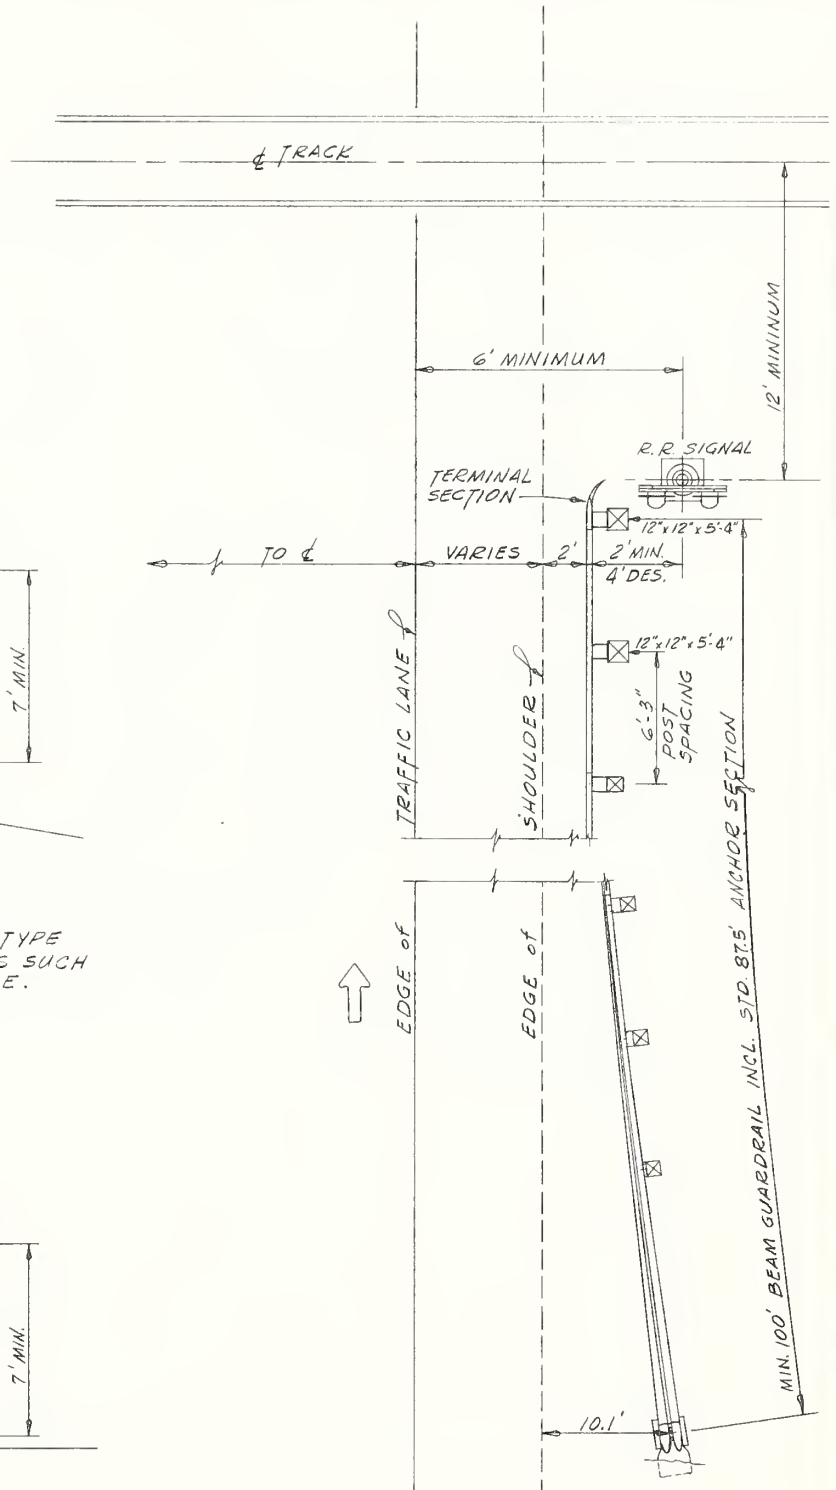 ℄ TRACK
6' MINIMUM
12' MININUM
R.R. SIGNAL
TERMINAL
SECTION
12"x12"x5'-4"
TO ℄
VARIES
2'
2' MIN.
4' DES.
7' MIN.
12"x12"x5'-4"
6'-3"
POST
SPACING
TRAFFIC LANE
SHOULDER
TYPE
S SUCH
E.
EDGE of
EDGE of
MIN. 100' BEAM GUARDRAIL INCL. STD. 87.5' ANCHOR SECTION
7' MIN.
10.1'